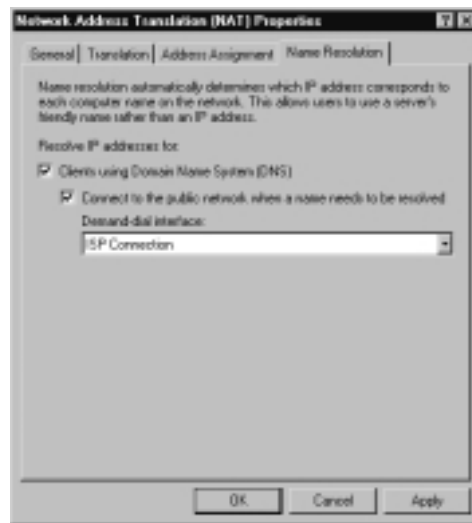 Network Address Translation (NAT) Properties
General
Translation
Address Assignment
Name Resolution
Name resolution automatically determines which IP address corresponds to
each computer name on the network. This allows users to use a server's
friendly name rather than an IP address.
Resolve IP addresses for:
Clients using Domain Name System (DNS)
Connect to the public network when a name needs to be resolved
Demand-dial interface:
ISP Connection
OK
Cancel
Apply